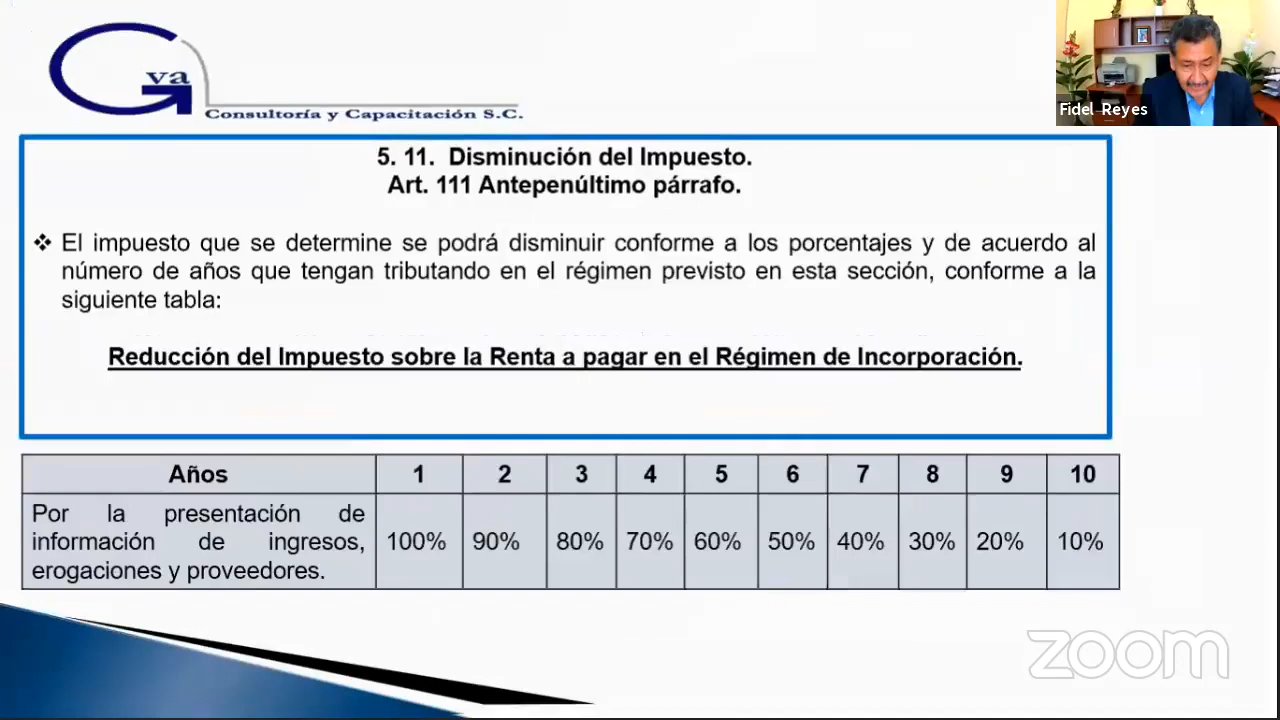 Gva
Consultoría y Capacitación S.C.
Fidel Reyes
5. 11. Disminución del Impuesto.
Art. 111 Antepenúltimo párrafo.
❖ El impuesto que se determine se podrá disminuir conforme a los porcentajes y de acuerdo al
número de años que tengan tributando en el régimen previsto en esta sección, conforme a la
siguiente tabla:
Reducción del Impuesto sobre la Renta a pagar en el Régimen de Incorporación.
Años 1 2 3 4 5 6 7 8 9 10
Por la presentación de
información de ingresos,
erogaciones y proveedores.
100% 90% 80% 70% 60% 50% 40% 30% 20% 10%
zoom